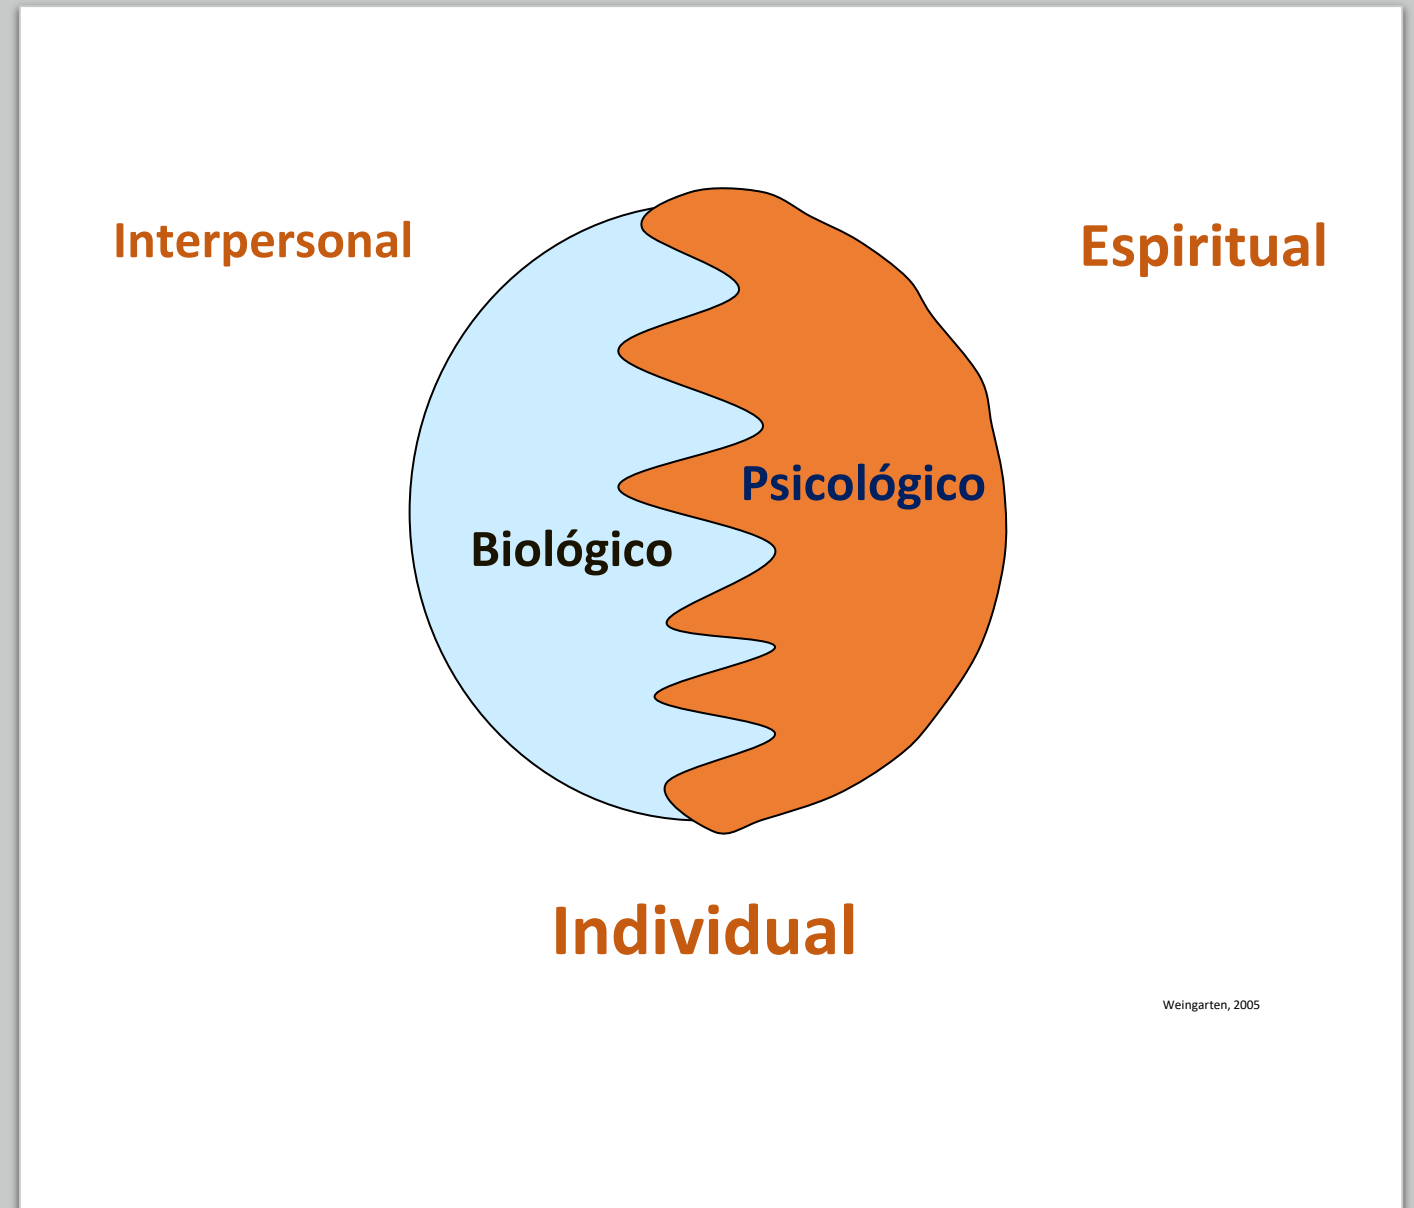 Interpersonal
Espiritual
Psicológico
Biológico
Individual
Weingarten, 2005